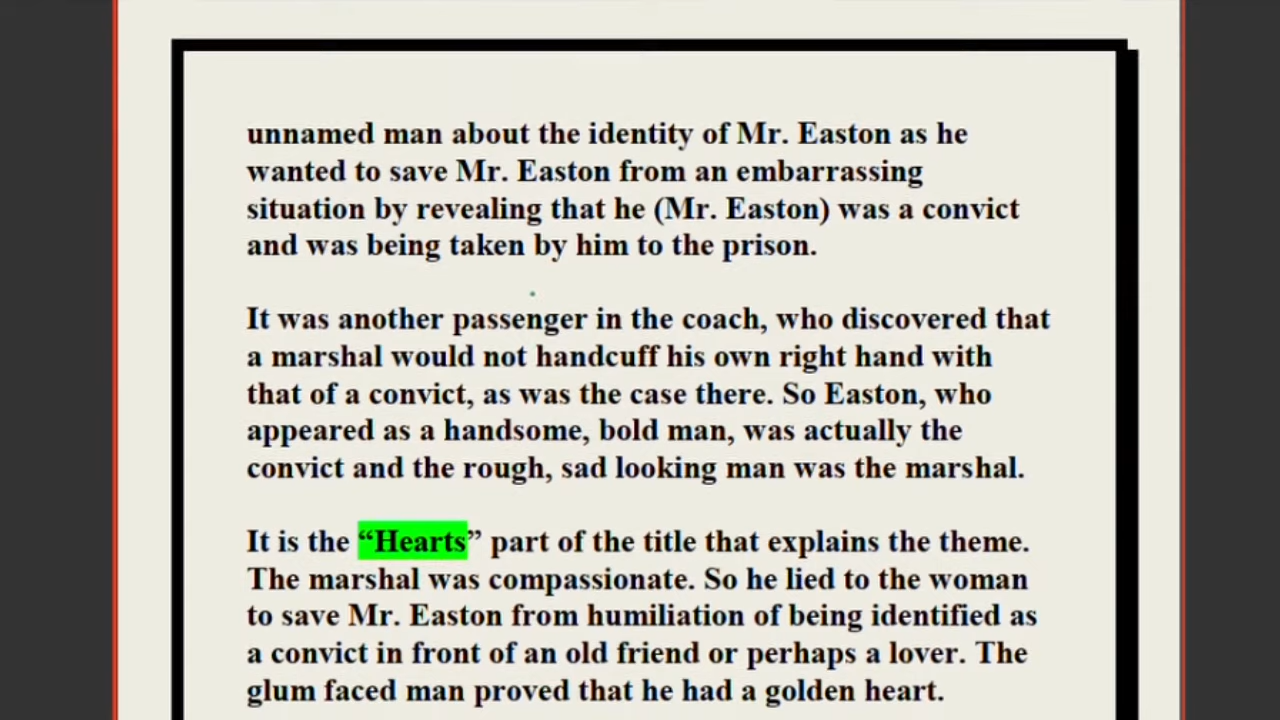 unnamed man about the identity of Mr. Easton as he
wanted to save Mr. Easton from an embarrassing
situation by revealing that he (Mr. Easton) was a convict
and was being taken by him to the prison.
It was another passenger in the coach, who discovered that
a marshal would not handcuff his own right hand with
that of a convict, as was the case there. So Easton, who
appeared as a handsome, bold man, was actually the
convict and the rough, sad looking man was the marshal.
It is the “Hearts” part of the title that explains the theme.
The marshal was compassionate. So he lied to the woman
to save Mr. Easton from humiliation of being identified as
a convict in front of an old friend or perhaps a lover. The
glum faced man proved that he had a golden heart.